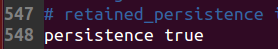 547 # retained_persistence
548 persistence true